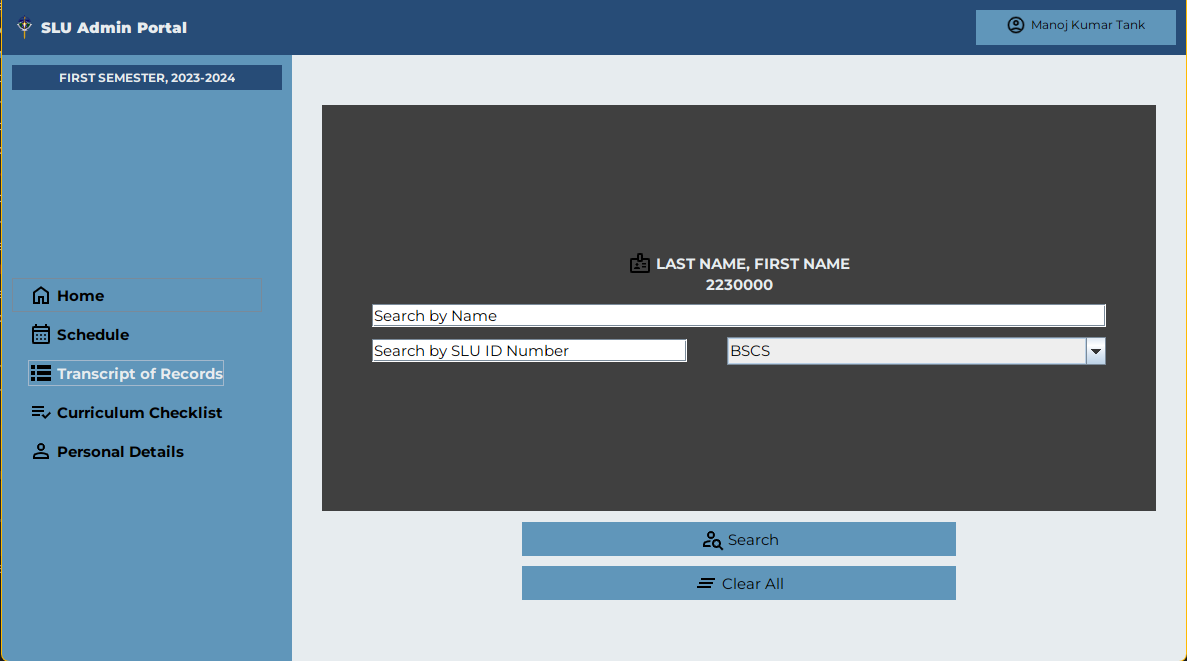 SLU Admin Portal
Manoj Kumar Tank
FIRST SEMESTER, 2023-2024
Home
Schedule
Transcript of Records
Curriculum Checklist
Personal Details
LAST NAME, FIRST NAME
2230000
Search by Name
Search by SLU ID Number
BSCS
Search
Clear All